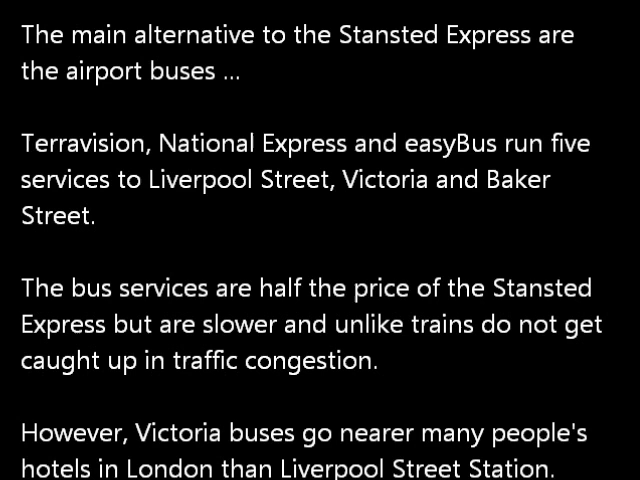 The main alternative to the Stansted Express are
the airport buses ...
Terravision, National Express and easyBus run five
services to Liverpool Street, Victoria and Baker
Street.
The bus services are half the price of the Stansted
Express but are slower and unlike trains do not get
caught up in traffic congestion.
However, Victoria buses go nearer many people's
hotels in London than Liverpool Street Station.